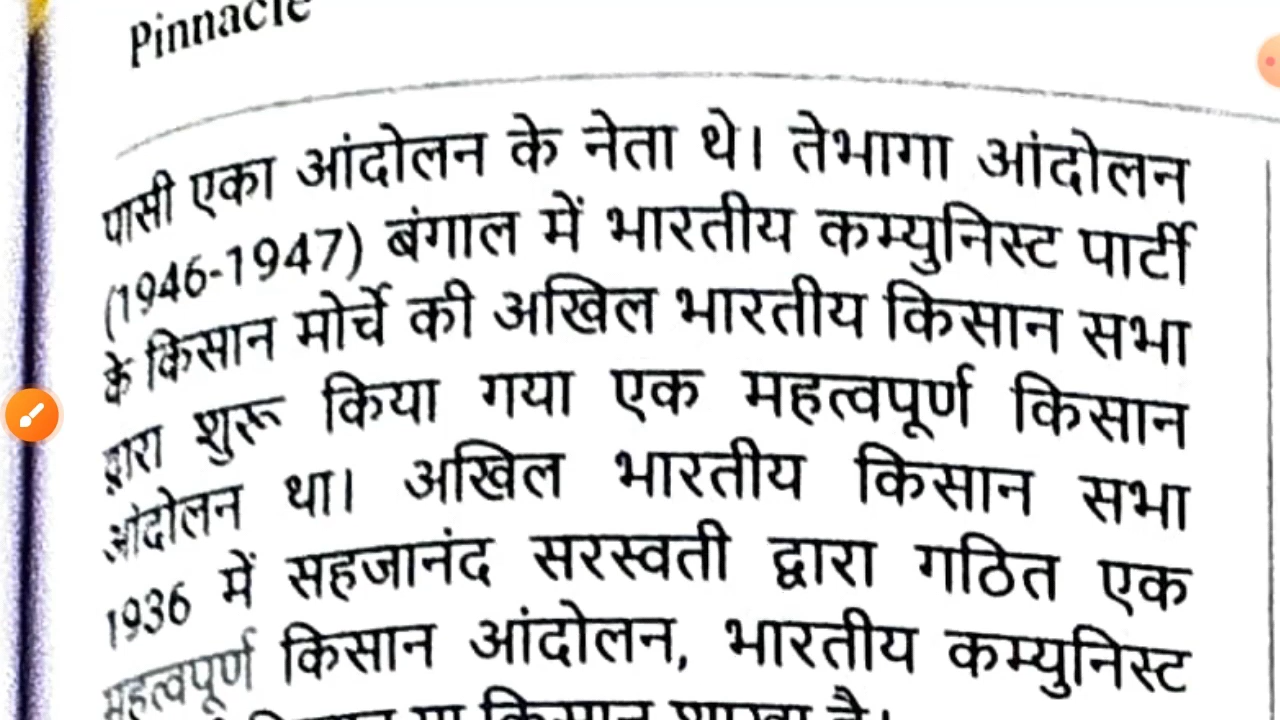 Pinnacle
पासी एका आंदोलन के नेता थे। तेभागा आंदोलन
(1946-1947) बंगाल में भारतीय कम्युनिस्ट पार्टी
के किसान मोर्चे की अखिल भारतीय किसान सभा
द्वारा शुरू किया गया एक महत्वपूर्ण किसान
आंदोलन था। अखिल भारतीय किसान सभा
1936 में सहजानंद सरस्वती द्वारा गठित एक
महत्वपूर्ण किसान आंदोलन, भारतीय कम्युनिस्ट
या किसान शाखा है।